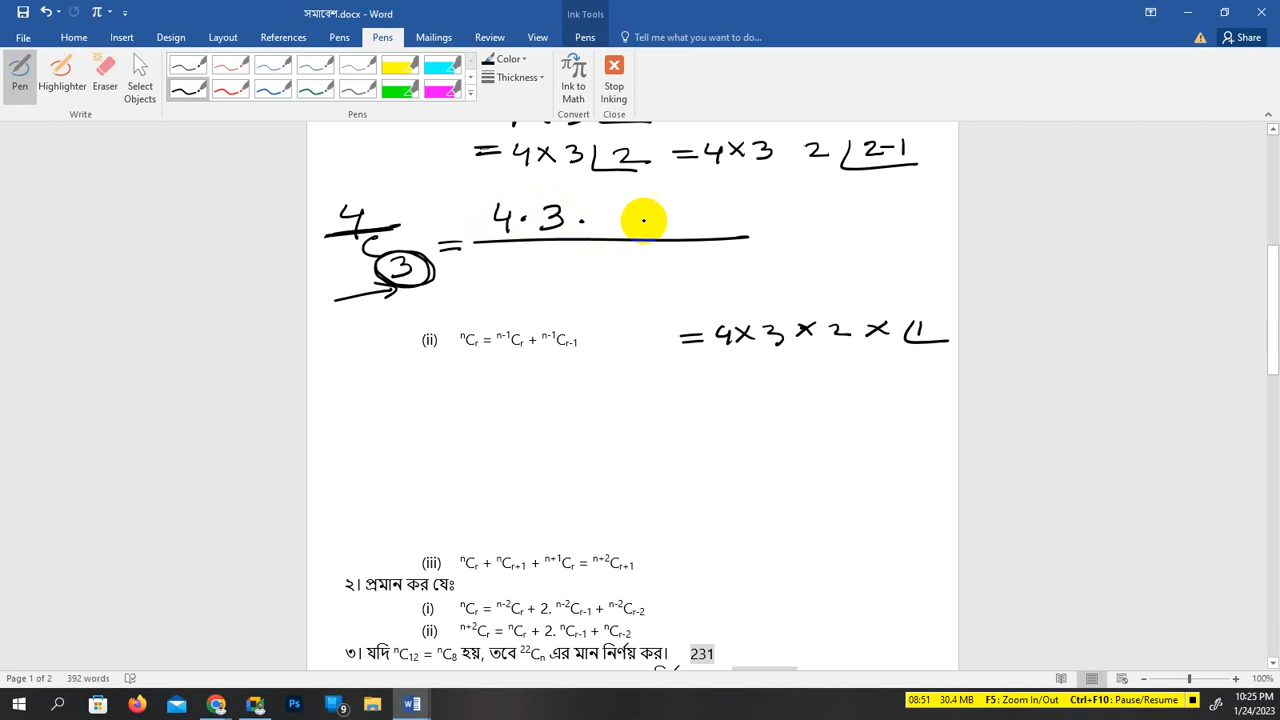 সমাবেশ.docx - Word
Ink Tools
File Home Insert Design Layout References Pens Mailings Review View Pens Tell me what you want to do... Share
Pen Highlighter Eraser Select Objects Color Thickness Ink to Math Stop Inking
Write Pens Convert Close
= 4 × 3 ⌊2 = 4 × 3 2 ⌊2-1
4C3 = 4 · 3 ·
(ii) nCr = n-1Cr + n-1Cr-1
= 4 × 3 × 2 × ⌊1
(iii) nCr + nCr+1 + n+1Cr = n+2Cr+1
২। প্রমান কর যেঃ
(i) nCr = n-2Cr + 2. n-2Cr-1 + n-2Cr-2
(ii) n+2Cr = nCr + 2. nCr-1 + nCr-2
৩। যদি nC12 = nC8 হয়, তবে 22Cn এর মান নির্ণয় কর। 231
Page 1 of 2 392 words 100%
08:51 30.4 MB F5: Zoom In/Out Ctrl+F10: Pause/Resume
10:25 PM
1/24/2023